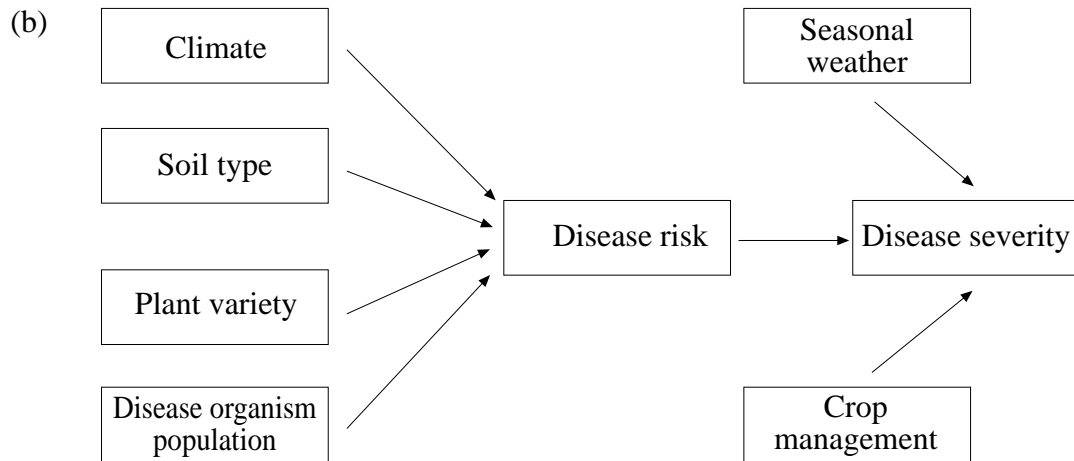 (b)
Climate
Soil type
Plant variety
Disease organism
population
Disease risk
Seasonal
weather
Disease severity
Crop
management